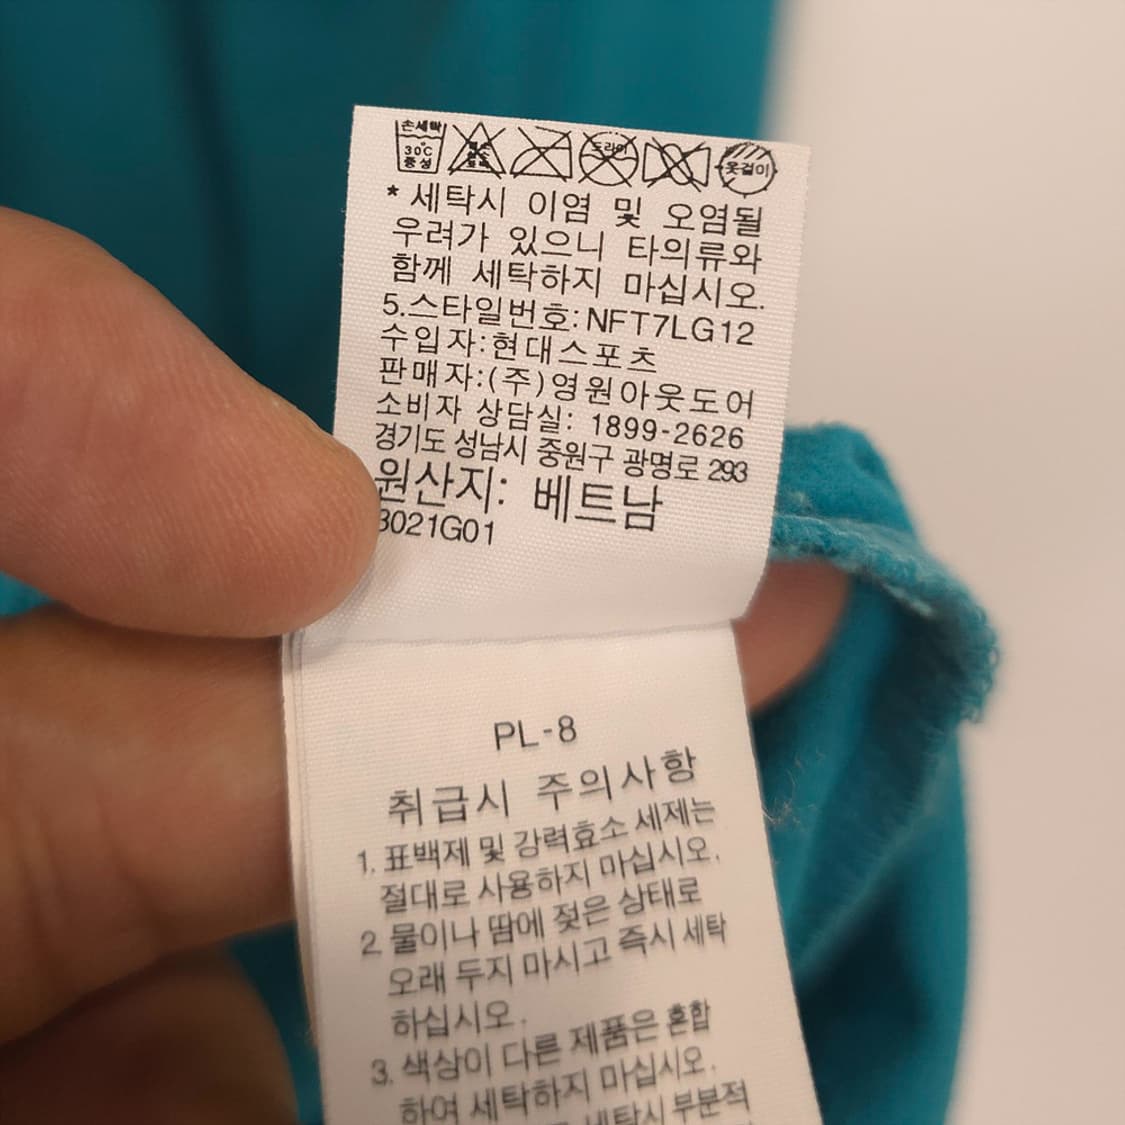 손세탁
30°C
중성
드라이
옷걸이
* 세탁시 이염 및 오염될
우려가 있으니 타의류와
함께 세탁하지 마십시오.
5.스타일번호: NFT7LG12
수입자:현대스포츠
판매자:(주)영원아웃도어
소비자 상담실: 1899-2626
경기도 성남시 중원구 광명로 293
원산지: 베트남
3021G01
PL-8
취급시 주의사항
1. 표백제 및 강력효소 세제는
절대로 사용하지 마십시오.
2. 물이나 땀에 젖은 상태로
오래 두지 마시고 즉시 세탁
하십시오.
3. 색상이 다른 제품은 혼합
하여 세탁하지 마십시오.
세탁시 부분적